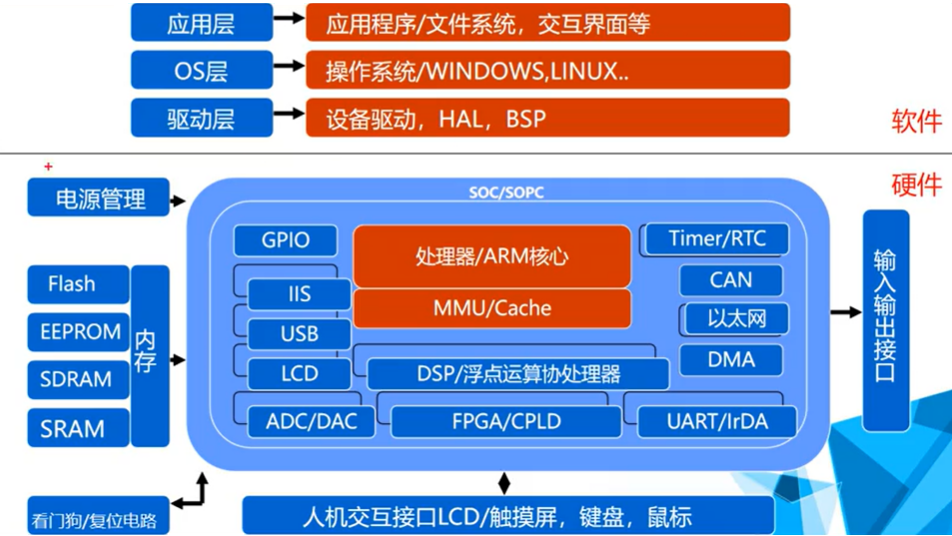 应用层
应用程序/文件系统，交互界面等
OS层
操作系统/WINDOWS,LINUX..
驱动层
设备驱动，HAL，BSP
软件
硬件
电源管理
SOC/SOPC
GPIO
处理器/ARM核心
Timer/RTC
Flash
IIS
MMU/Cache
CAN
EEPROM
USB
以太网
内存
SDRAM
LCD
DSP/浮点运算协处理器
DMA
SRAM
ADC/DAC
FPGA/CPLD
UART/IrDA
输入输出接口
看门狗/复位电路
人机交互接口LCD/触摸屏，键盘，鼠标